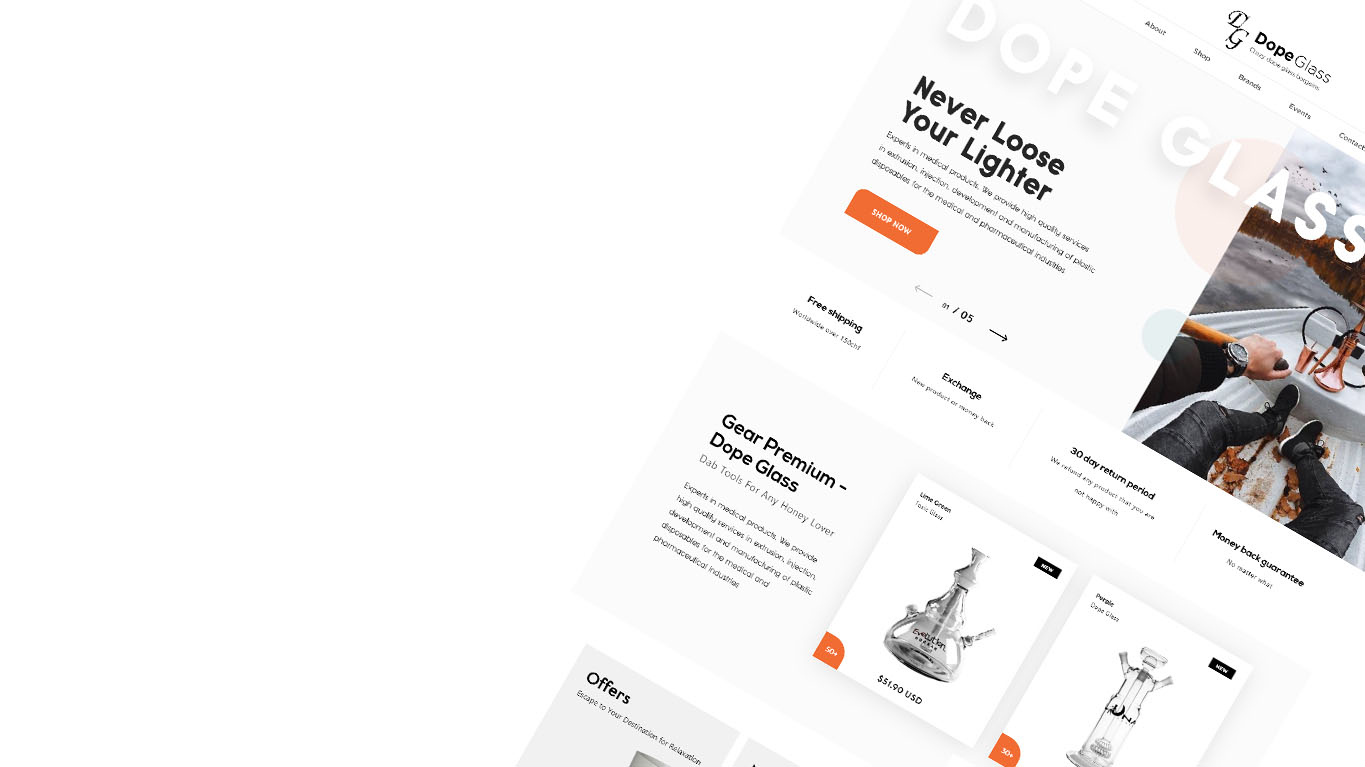 DG
DopeGlass
Crazy dope glass bargains
About
Shop
Brands
Events
Contact
DOPE GLASS
Never Loose
Your Lighter
Experts in medical products. We provide high quality services
in extrusion, injection, development and manufacturing of plastic
disposables for the medical and pharmaceutical industries
SHOP NOW
01 / 05
Free shipping
Worldwide over 150chf
Exchange
New product or money back
30 day return period
We refund any product that you are
not happy with
Money back guarantee
No matter what
Gear Premium -
Dope Glass
Dab Tools For Any Honey Lover
Experts in medical products. We provide
high quality services in extrusion, injection,
development and manufacturing of plastic
disposables for the medical and
pharmaceutical industries
Lime Green
Toxic Glass
NEW
Evolution
50+
$51.90 USD
Purple
Dope Glass
NEW
LUNA
30+
Offers
Escape to Your Destination for Relaxation